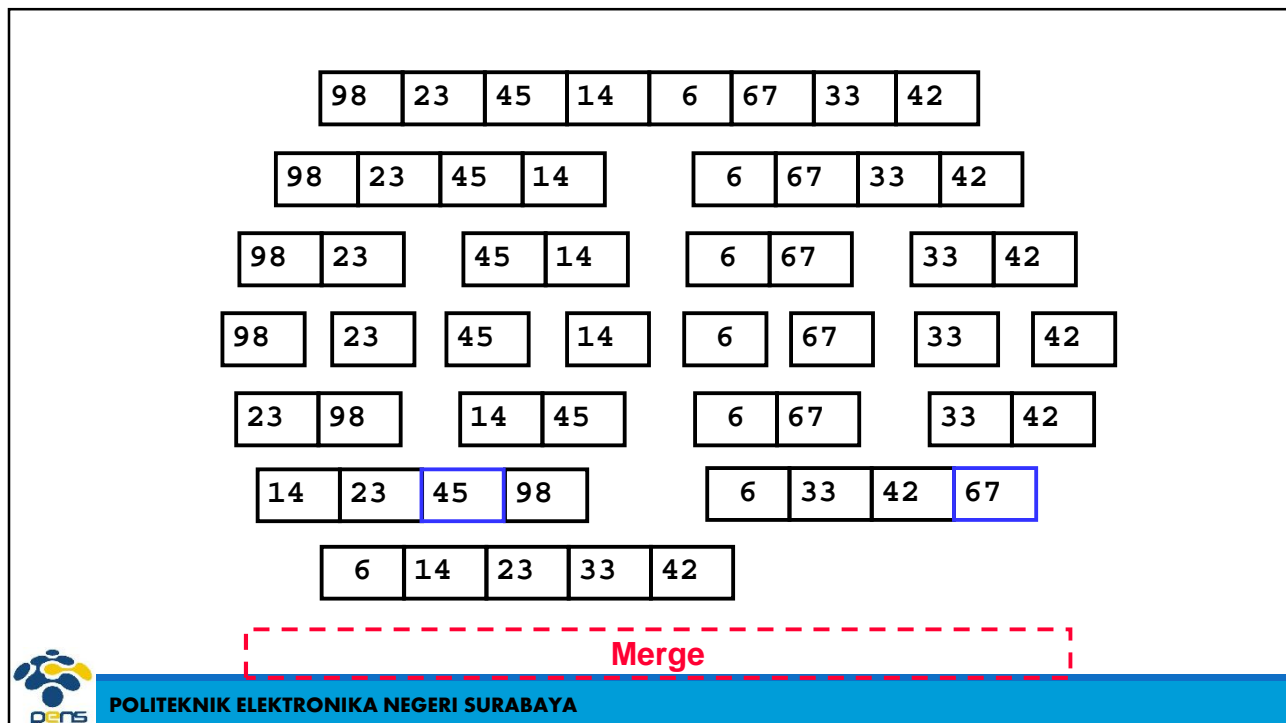 98 23 45 14 6 67 33 42
98 23 45 14 6 67 33 42
98 23 45 14 6 67 33 42
98 23 45 14 6 67 33 42
23 98 14 45 6 67 33 42
14 23 45 98 6 33 42 67
6 14 23 33 42
Merge
pens
POLITEKNIK ELEKTRONIKA NEGERI SURABAYA